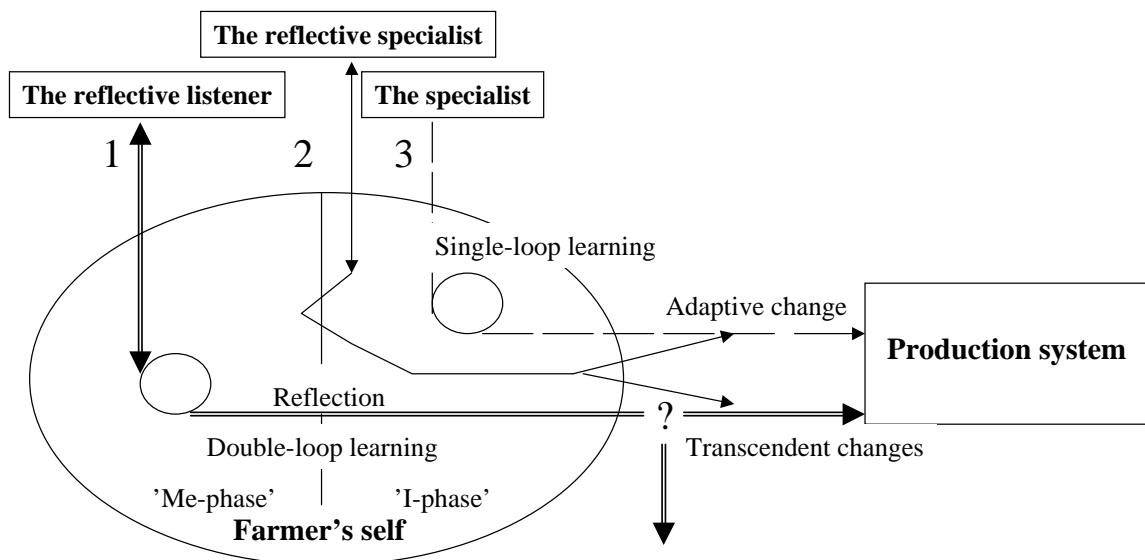 The reflective specialist
The reflective listener
The specialist
1
2
3
Single-loop learning
Adaptive change
Production system
Reflection
?
Double-loop learning
Transcendent changes
’Me-phase’
’I-phase’
Farmer’s self